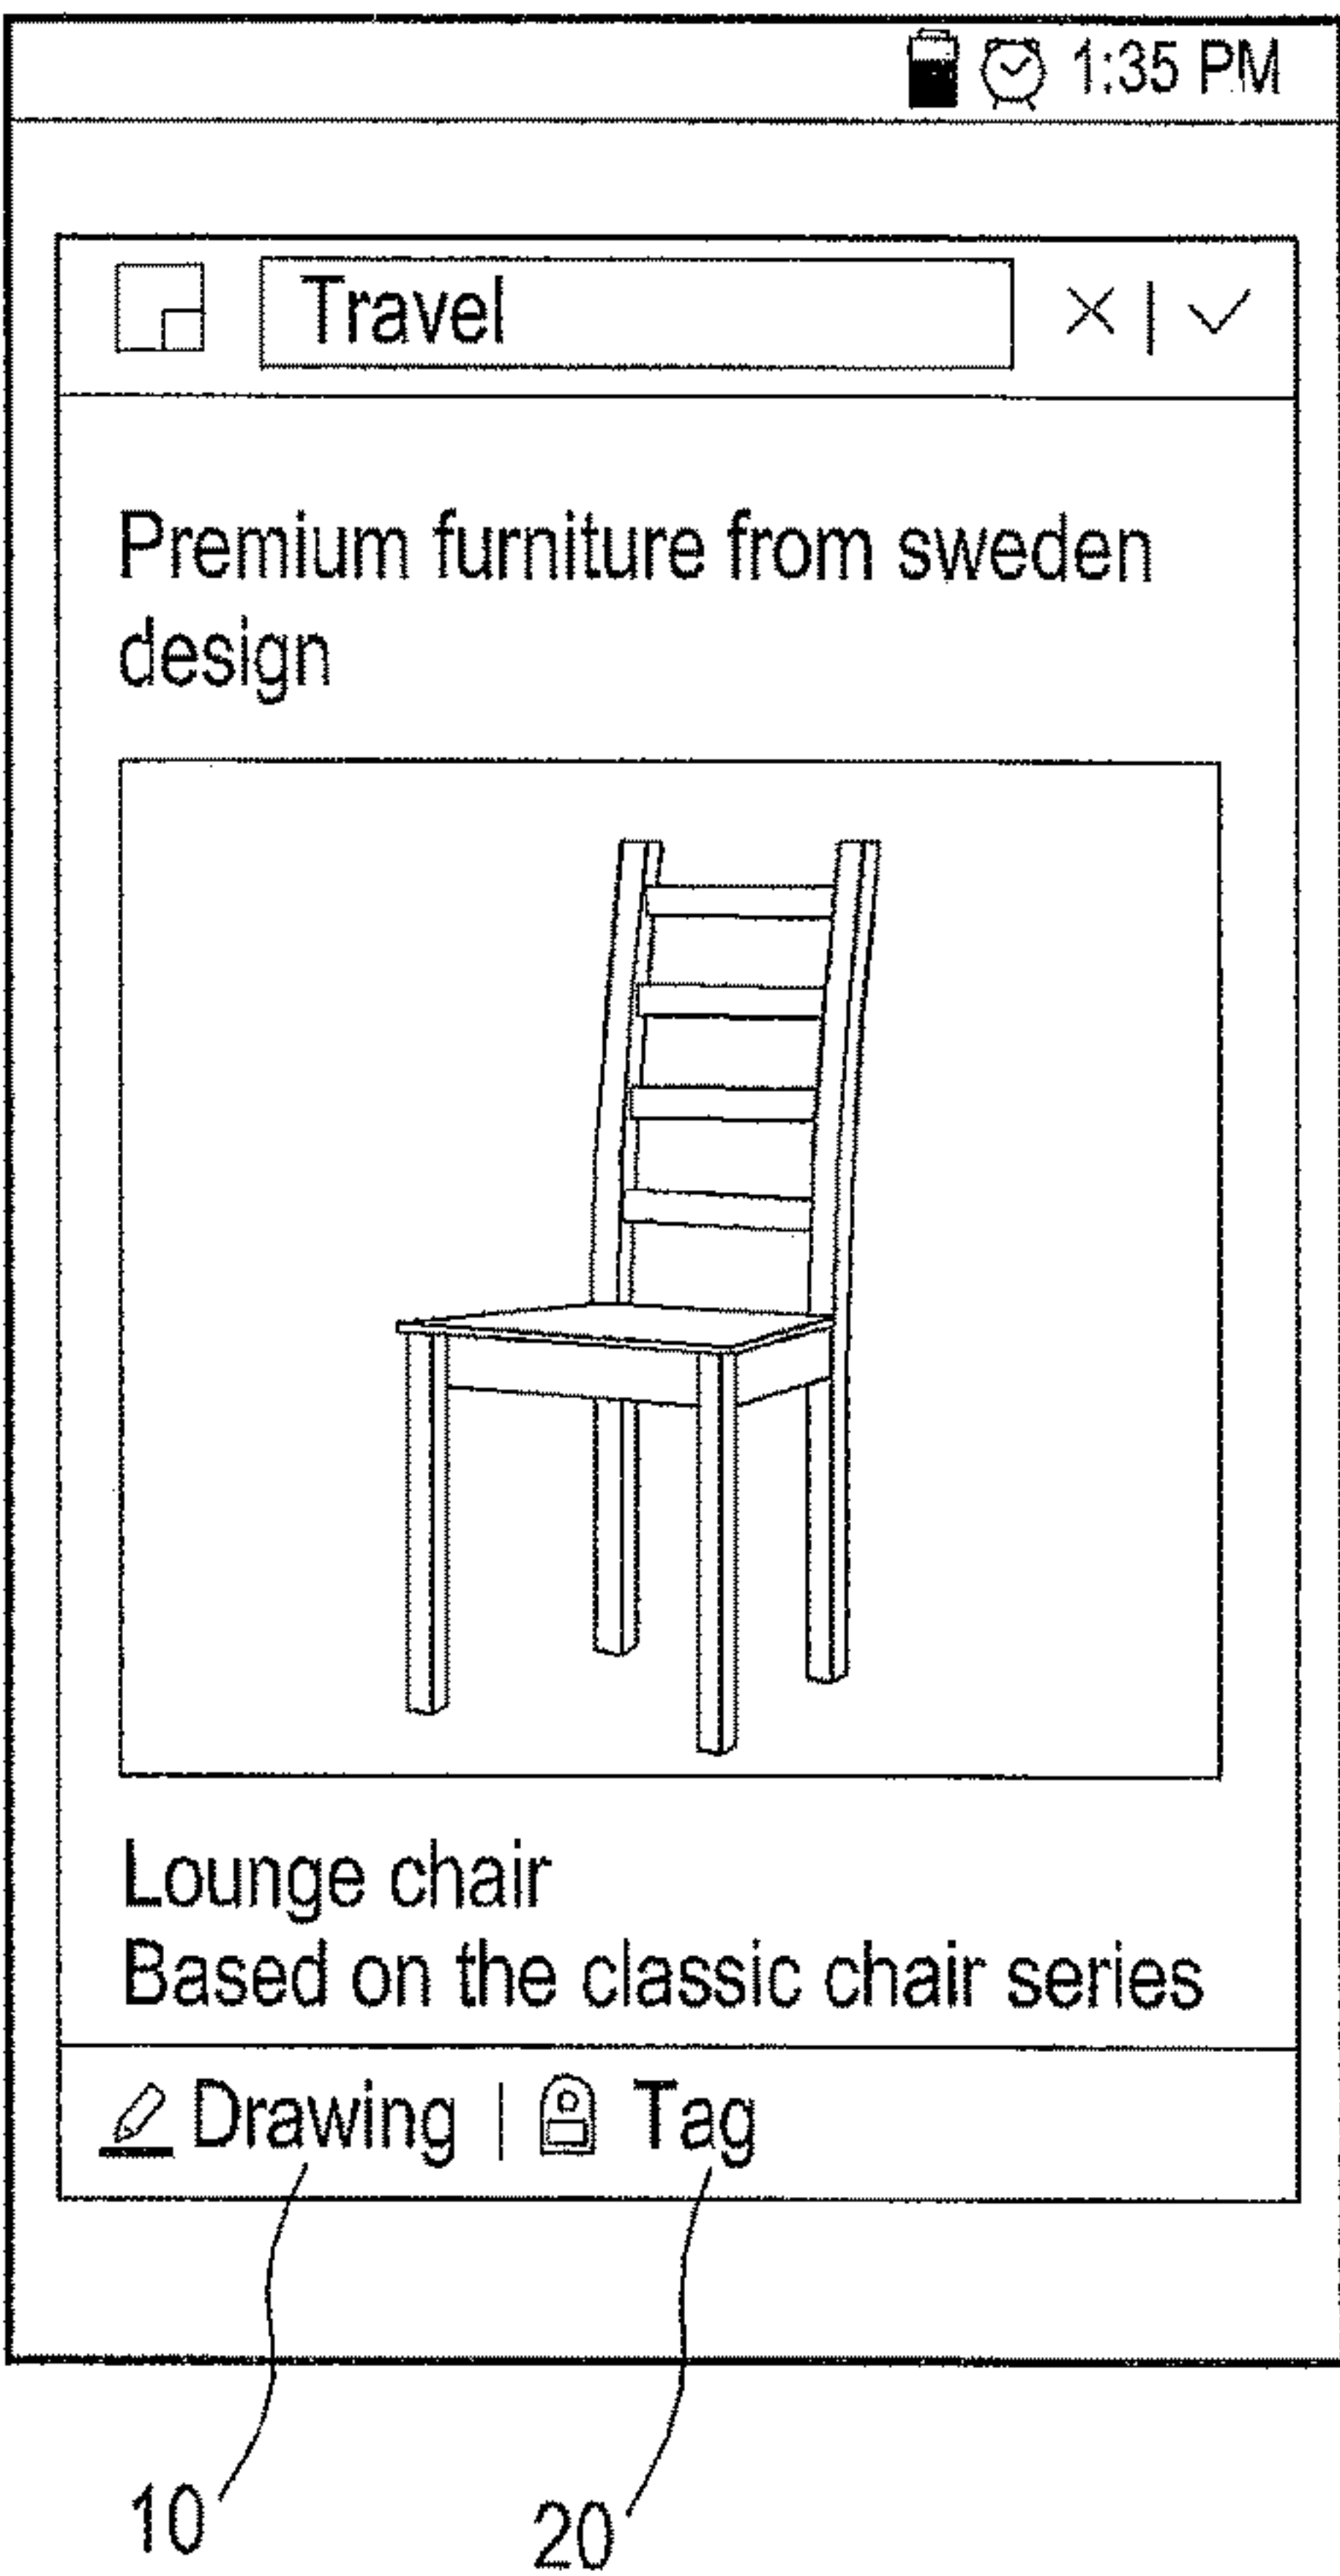 1:35 PM
Travel
Premium furniture from sweden
design
Lounge chair
Based on the classic chair series
Drawing | Tag
10 20